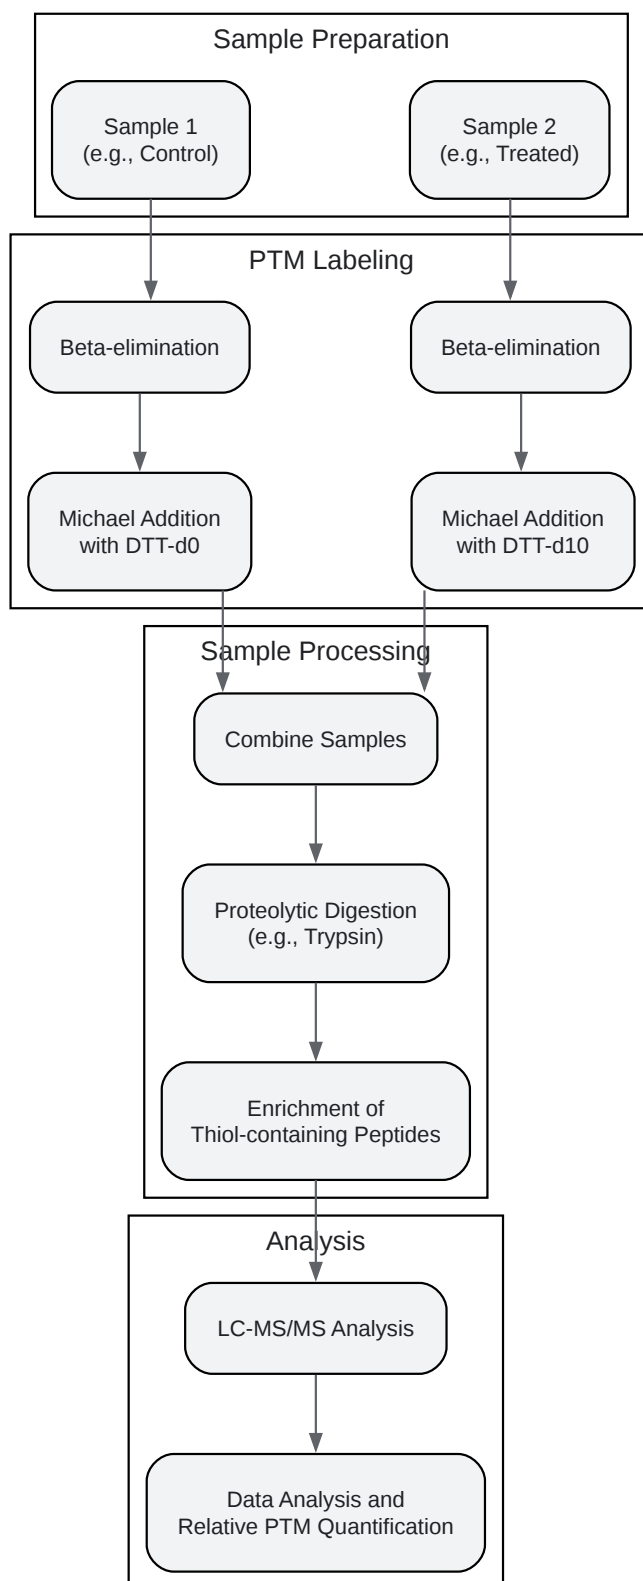 Sample Preparation
Sample 1
(e.g., Control)
Sample 2
(e.g., Treated)
PTM Labeling
Beta-elimination
Beta-elimination
Michael Addition
with DTT-d0
Michael Addition
with DTT-d10
Sample Processing
Combine Samples
Proteolytic Digestion
(e.g., Trypsin)
Enrichment of
Thiol-containing Peptides
Analysis
LC-MS/MS Analysis
Data Analysis and
Relative PTM Quantification